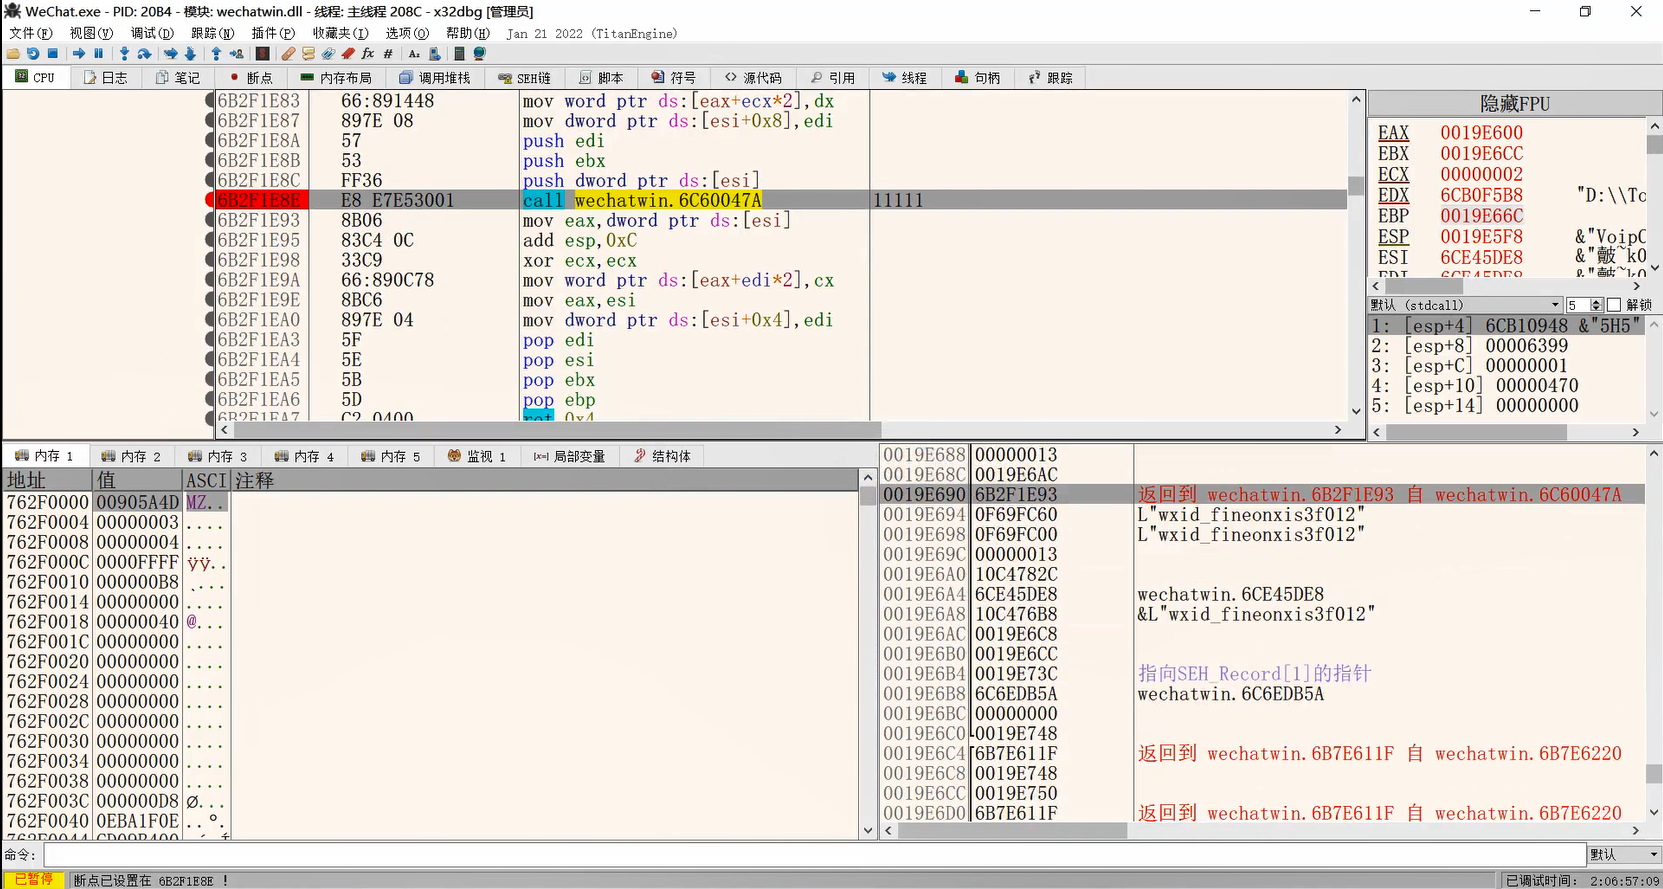 WeChat.exe - PID: 20B4 - 模块: wechatwin.dll - 线程: 主线程 208C - x32dbg [管理员]
文件(F) 视图(V) 调试(D) 跟踪(N) 插件(P) 收藏夹(I) 选项(O) 帮助(H) Jan 21 2022 (TitanEngine)
CPU 日志 笔记 断点 内存布局 调用堆栈 SEH链 脚本 符号 源代码 引用 线程 句柄 跟踪
6B2F1E83 66:891448 mov word ptr ds:[eax+ecx*2],dx
6B2F1E87 897E 08 mov dword ptr ds:[esi+0x8],edi
6B2F1E8A 57 push edi
6B2F1E8B 53 push ebx
6B2F1E8C FF36 push dword ptr ds:[esi]
6B2F1E8E E8 E7E53001 call wechatwin.6C60047A 11111
6B2F1E93 8B06 mov eax,dword ptr ds:[esi]
6B2F1E95 83C4 0C add esp,0xC
6B2F1E98 33C9 xor ecx,ecx
6B2F1E9A 66:890C78 mov word ptr ds:[eax+edi*2],cx
6B2F1E9E 8BC6 mov eax,esi
6B2F1EA0 897E 04 mov dword ptr ds:[esi+0x4],edi
6B2F1EA3 5F pop edi
6B2F1EA4 5E pop esi
6B2F1EA5 5B pop ebx
6B2F1EA6 5D pop ebp
6B2F1EA7 C2 0400 ret 0x4
隐藏FPU
EAX 0019E600
EBX 0019E6CC
ECX 00000002
EDX 6CB0F5B8 "D:\\To
EBP 0019E66C
ESP 0019E5F8 &"VoipC
ESI 6CE45DE8
EDI 6CE45DE8
默认 (stdcall) 5 解锁
1: [esp+4] 6CB10948 &"5H5"
2: [esp+8] 00006399
3: [esp+C] 00000001
4: [esp+10] 00000470
5: [esp+14] 00000000
内存 1 内存 2 内存 3 内存 4 内存 5 监视 1 局部变量 结构体
地址 值 ASCI 注释
762F0000 00905A4D MZ..
762F0004 00000003 ....
762F0008 00000004 ....
762F000C 0000FFFF ÿÿ..
762F0010 000000B8 ¸...
762F0014 00000000 ....
762F0018 00000040 @...
762F001C 00000000 ....
762F0020 00000000 ....
762F0024 00000000 ....
762F0028 00000000 ....
762F002C 00000000 ....
762F0030 00000000 ....
762F0034 00000000 ....
762F0038 00000000 ....
762F003C 000000D8 Ø...
762F0040 0EBA1F0E ..º.
762F0044 CD09B400
0019E688 00000013
0019E68C 0019E6AC
0019E690 6B2F1E93 返回到 wechatwin.6B2F1E93 自 wechatwin.6C60047A
0019E694 0F69FC60 L"wxid_fineonxis3f012"
0019E698 0F69FC00 L"wxid_fineonxis3f012"
0019E69C 00000013
0019E6A0 10C4782C
0019E6A4 6CE45DE8 wechatwin.6CE45DE8
0019E6A8 10C476B8 &L"wxid_fineonxis3f012"
0019E6AC 0019E6C8
0019E6B0 0019E6CC
0019E6B4 0019E73C 指向SEH_Record[1]的指针
0019E6B8 6C6EDB5A wechatwin.6C6EDB5A
0019E6BC 00000000
0019E6C0 0019E748
0019E6C4 6B7E611F 返回到 wechatwin.6B7E611F 自 wechatwin.6B7E6220
0019E6C8 0019E748
0019E6CC 0019E750
0019E6D0 6B7E611F 返回到 wechatwin.6B7E611F 自 wechatwin.6B7E6220
命令: 默认
已暂停 断点已设置在 6B2F1E8E ! 已调试时间: 2:06:57:09